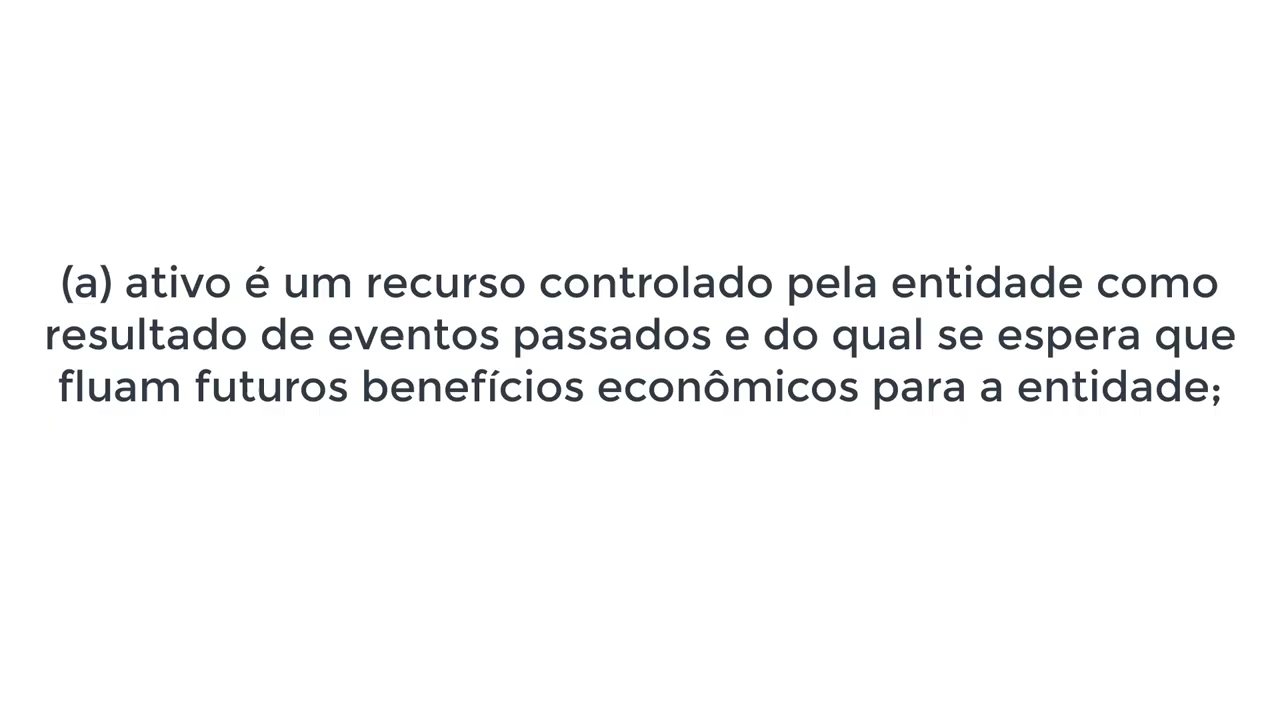 (a) ativo é um recurso controlado pela entidade como
resultado de eventos passados e do qual se espera que
fluam futuros benefícios econômicos para a entidade;